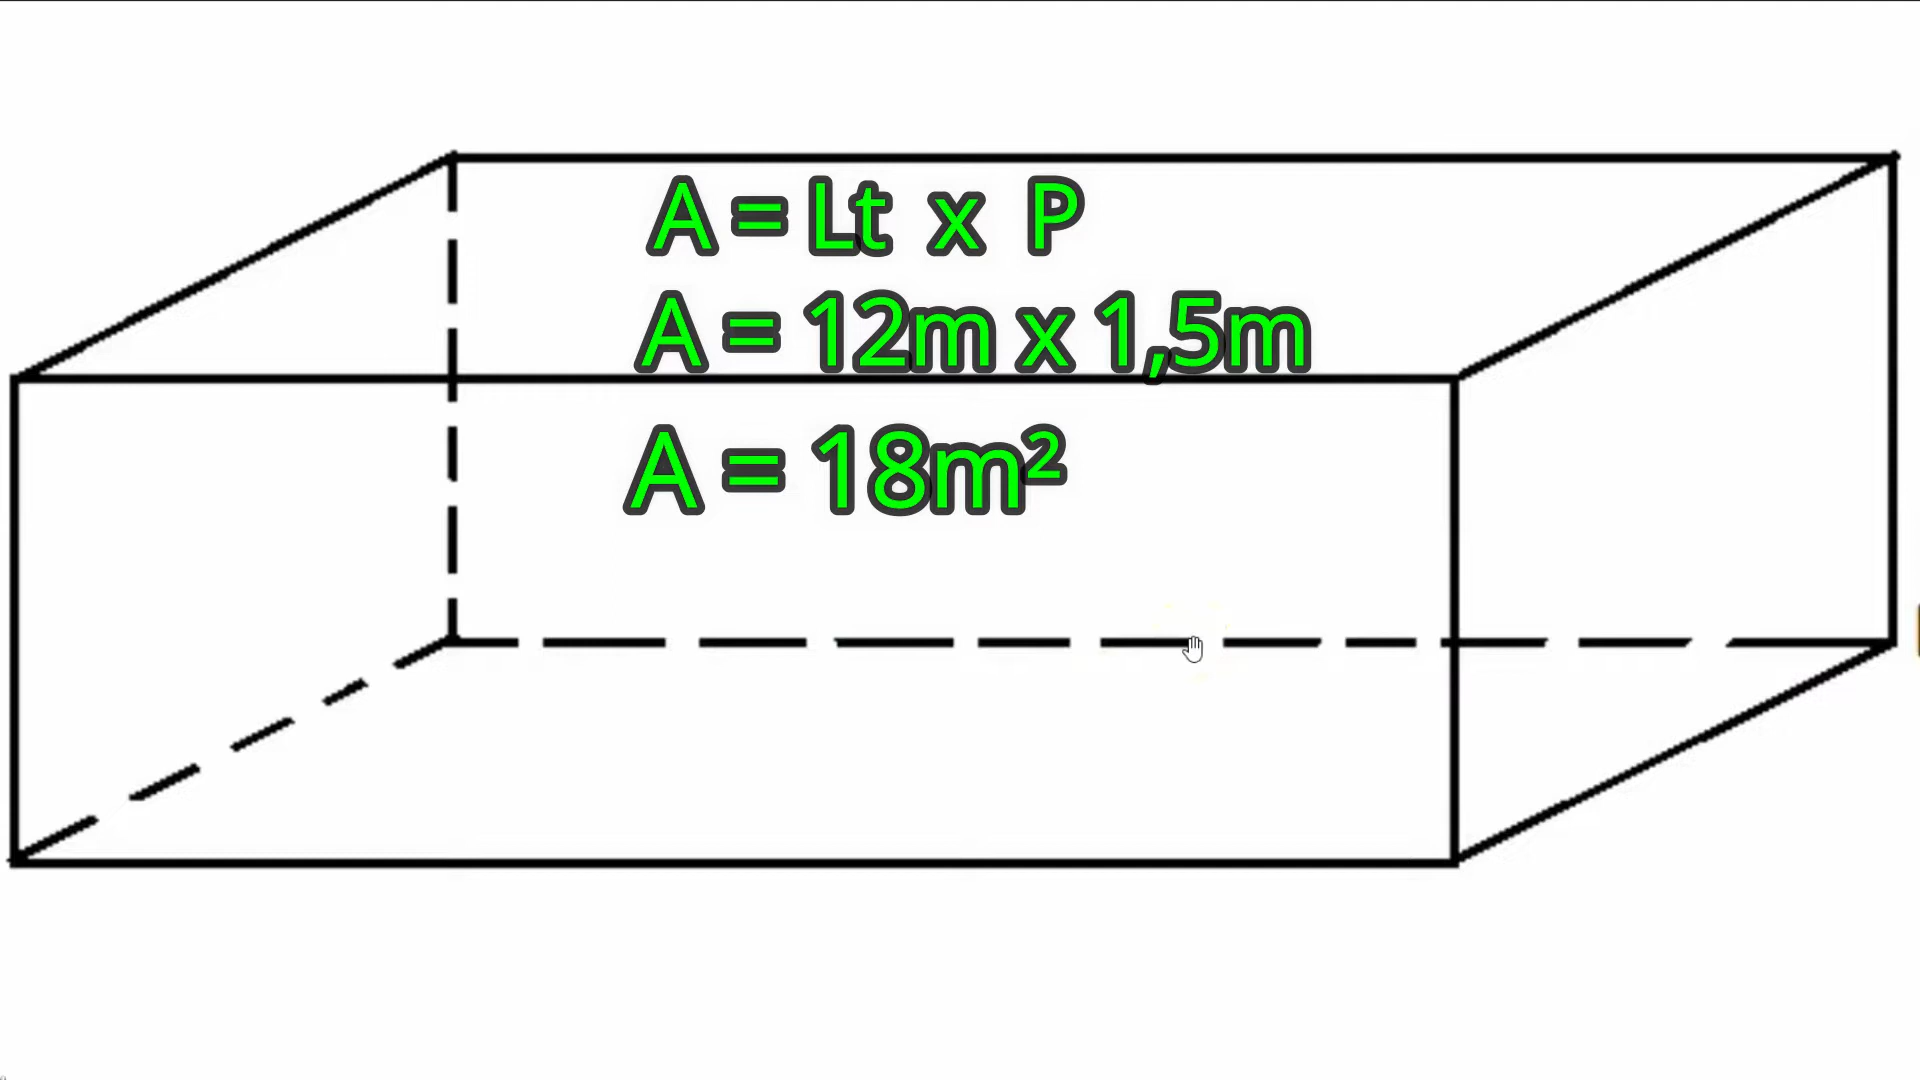 A = Lt x P
A = 12m x 1,5m
A = 18m²